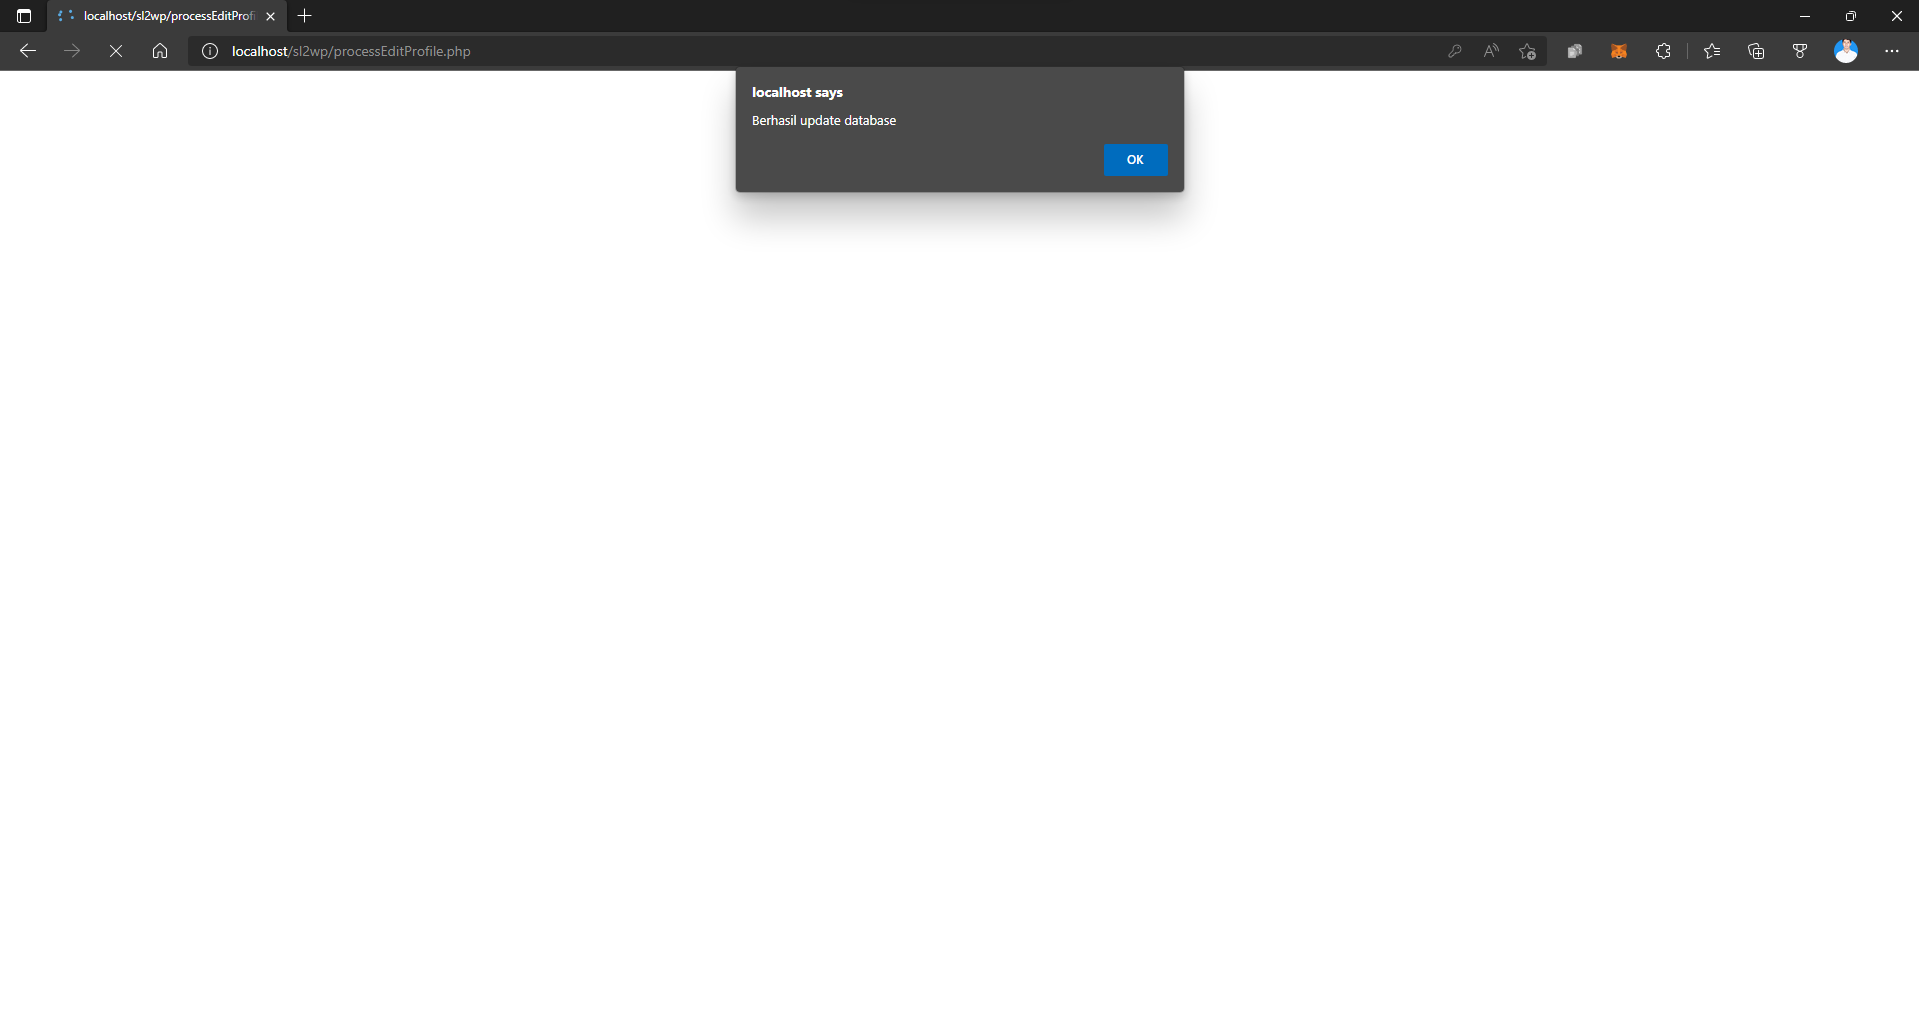 localhost/sl2wp/processEditProfi
localhost/sl2wp/processEditProfile.php
localhost says
Berhasil update database
OK